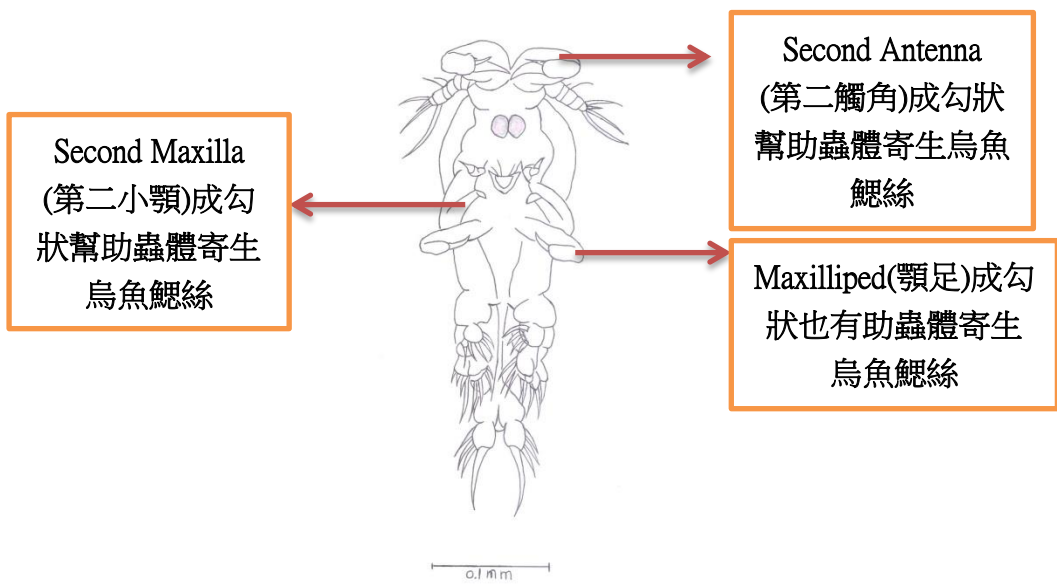 Second Antenna
(第二觸角)成勾狀
幫助蟲體寄生烏魚
鰓絲
Second Maxilla
(第二小顎)成勾
狀幫助蟲體寄生
烏魚鰓絲
Maxilliped(顎足)成勾
狀也有助蟲體寄生
烏魚鰓絲
0.1 mm